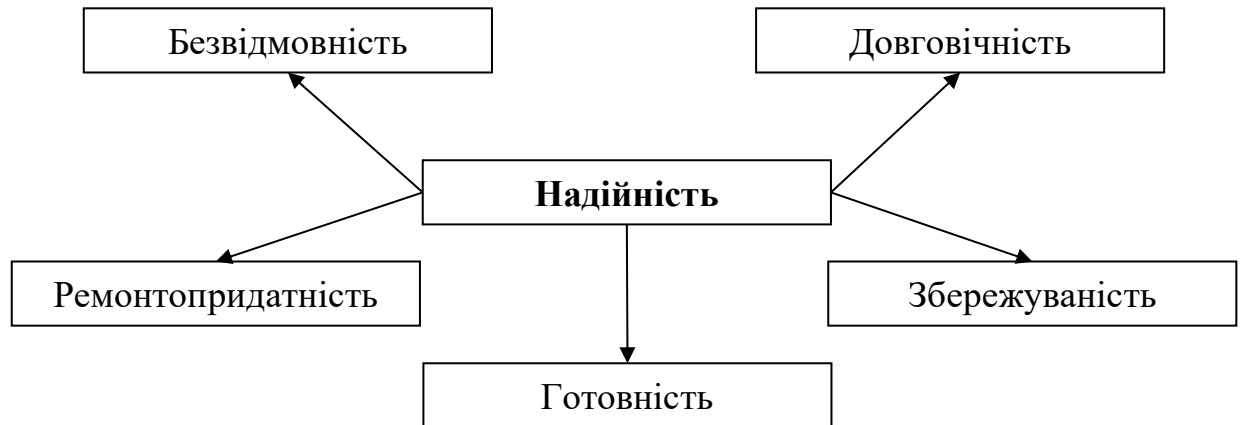 Безвідмовність
Довговічність
Надійність
Ремонтопридатність
Збережуваність
Готовність